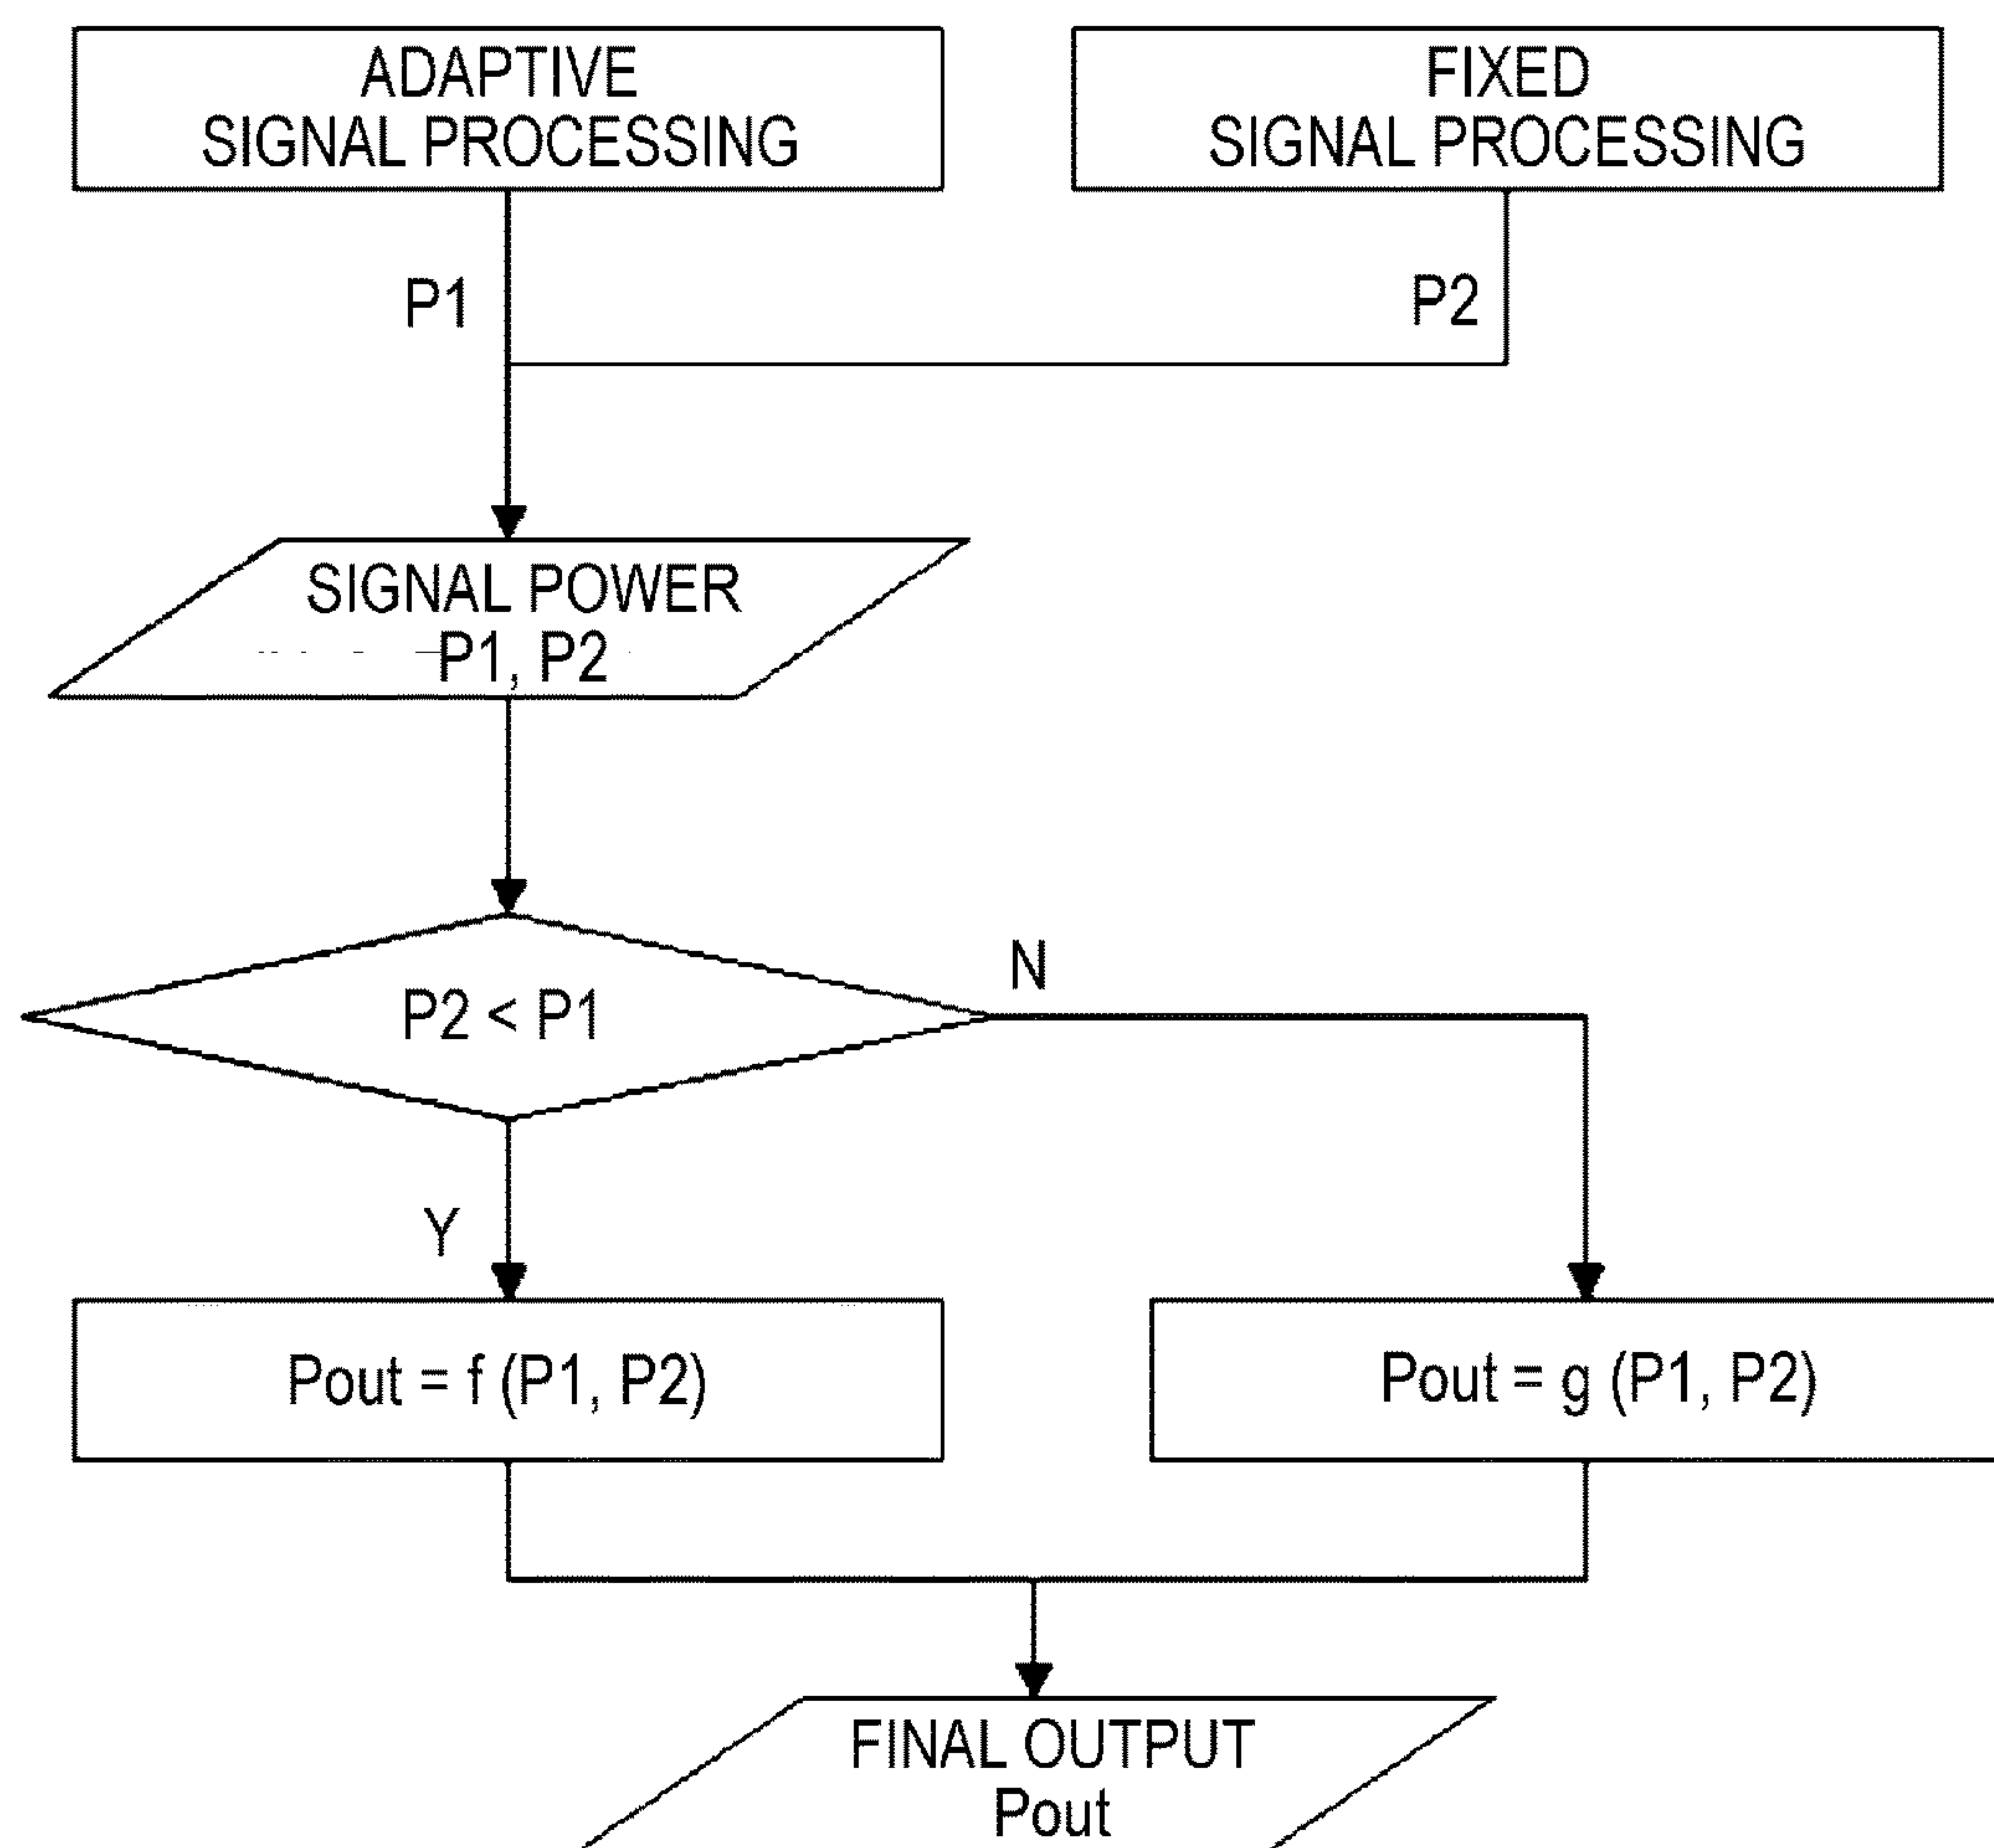 ADAPTIVE
SIGNAL PROCESSING
FIXED
SIGNAL PROCESSING
P1
P2
SIGNAL POWER
P1, P2
P2 < P1
N
Y
Pout = f (P1, P2)
Pout = g (P1, P2)
FINAL OUTPUT
Pout